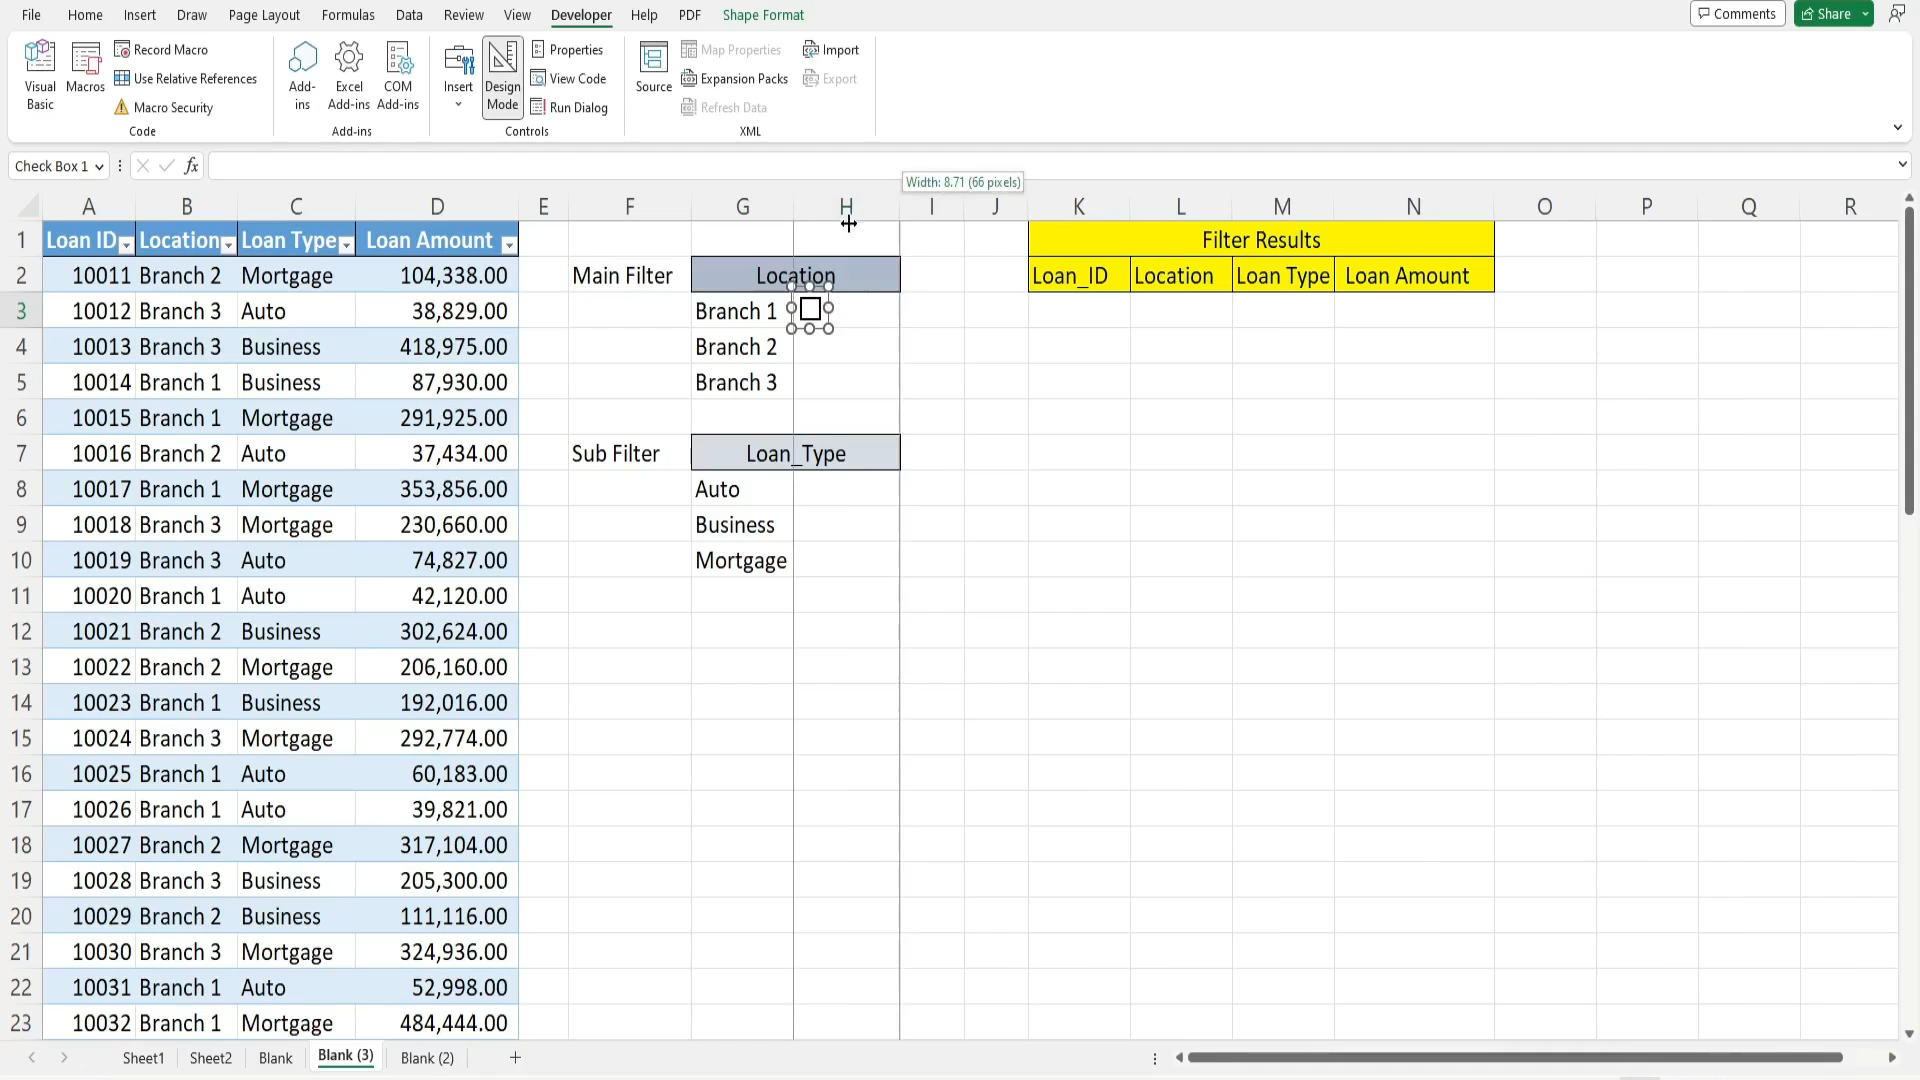 File Home Insert Draw Page Layout Formulas Data Review View Developer Help PDF Shape Format Comments Share
Record Macro Properties Map Properties Import
Use Relative References View Code Expansion Packs Export
Visual Basic Macros Add-ins Excel Add-ins COM Add-ins Insert Design Mode Source
Macro Security Run Dialog Refresh Data
Code Add-ins Controls XML
Check Box 1 fx
Width: 8.71 (66 pixels)
A B C D E F G H I J K L M N O P Q R
1 Loan ID Location Loan Type Loan Amount Filter Results
2 10011 Branch 2 Mortgage 104,338.00 Main Filter Location Loan_ID Location Loan Type Loan Amount
3 10012 Branch 3 Auto 38,829.00 Branch 1
4 10013 Branch 3 Business 418,975.00 Branch 2
5 10014 Branch 1 Business 87,930.00 Branch 3
6 10015 Branch 1 Mortgage 291,925.00
7 10016 Branch 2 Auto 37,434.00 Sub Filter Loan_Type
8 10017 Branch 1 Mortgage 353,856.00 Auto
9 10018 Branch 3 Mortgage 230,660.00 Business
10 10019 Branch 3 Auto 74,827.00 Mortgage
11 10020 Branch 1 Auto 42,120.00
12 10021 Branch 2 Business 302,624.00
13 10022 Branch 2 Mortgage 206,160.00
14 10023 Branch 1 Business 192,016.00
15 10024 Branch 3 Mortgage 292,774.00
16 10025 Branch 1 Auto 60,183.00
17 10026 Branch 1 Auto 39,821.00
18 10027 Branch 2 Mortgage 317,104.00
19 10028 Branch 3 Business 205,300.00
20 10029 Branch 2 Business 111,116.00
21 10030 Branch 3 Mortgage 324,936.00
22 10031 Branch 1 Auto 52,998.00
23 10032 Branch 1 Mortgage 484,444.00
Sheet1 Sheet2 Blank Blank (3) Blank (2)